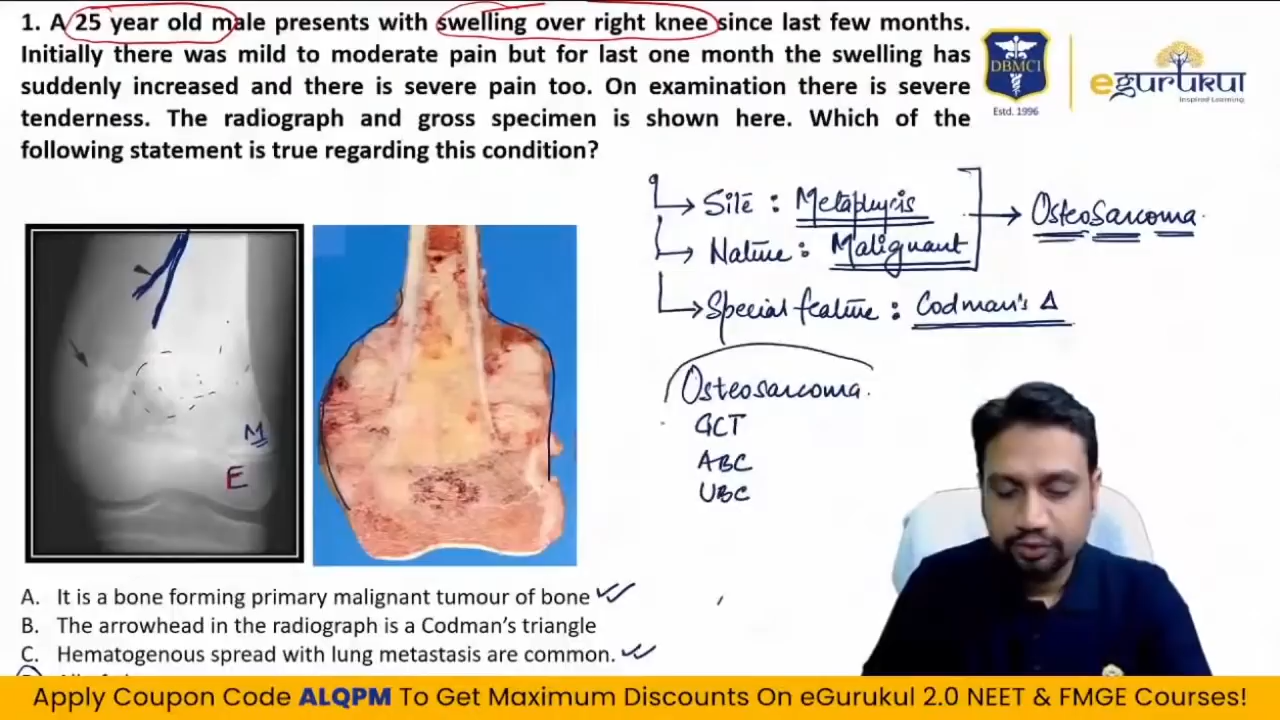 1. A 25 year old male presents with swelling over right knee since last few months.
Initially there was mild to moderate pain but for last one month the swelling has
suddenly increased and there is severe pain too. On examination there is severe
tenderness. The radiograph and gross specimen is shown here. Which of the
following statement is true regarding this condition?
DBMCI
Estd. 1996
egurukul
Inspired Learning
Site : Metaphysis
Nature : Malignant
Osteosarcoma
Special feature : Codman's Δ
Osteosarcoma
GCT
ABC
UBC
M
E
A. It is a bone forming primary malignant tumour of bone
B. The arrowhead in the radiograph is a Codman's triangle
C. Hematogenous spread with lung metastasis are common.
Apply Coupon Code ALQPM To Get Maximum Discounts On eGurukul 2.0 NEET & FMGE Courses!